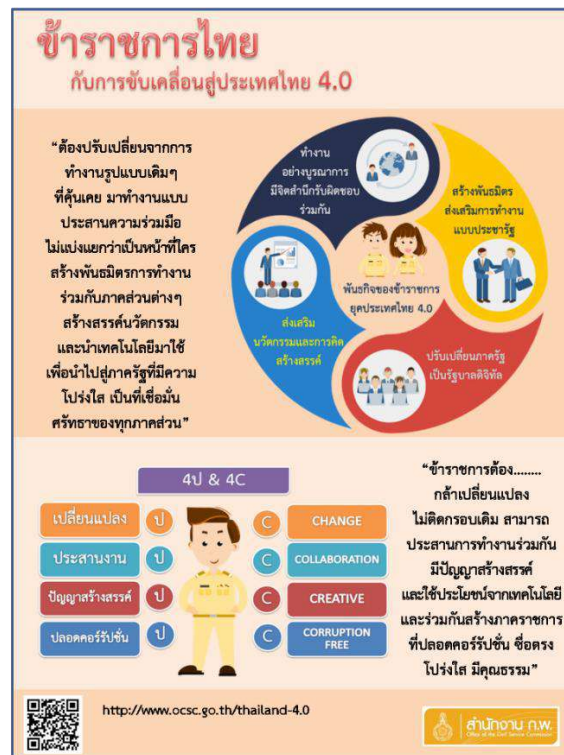 ข้าราชการไทย
กับการขับเคลื่อนสู่ประเทศไทย 4.0
“ต้องปรับเปลี่ยนจากการ
ทำงานรูปแบบเดิมๆ
ที่คุ้นเคย มาทำงานแบบ
ประสานความร่วมมือ
ไม่แบ่งแยกว่าเป็นหน้าที่ใคร
สร้างพันธมิตรการทำงาน
ร่วมกับภาคส่วนต่างๆ
สร้างสรรค์นวัตกรรม
และนำเทคโนโลยีมาใช้
เพื่อนำไปสู่ภาครัฐที่มีความ
โปร่งใส เป็นที่เชื่อมั่น
ศรัทธาของทุกภาคส่วน”
ทำงาน
อย่างบูรณาการ
มีจิตสำนึกรับผิดชอบ
ร่วมกัน
สร้างพันธมิตร
ส่งเสริมการทำงาน
แบบประชารัฐ
พันธกิจของข้าราชการ
ยุคประเทศไทย 4.0
ส่งเสริม
นวัตกรรมและการคิด
สร้างสรรค์
ปรับเปลี่ยนภาครัฐ
เป็นรัฐบาลดิจิทัล
4ป & 4C
เปลี่ยนแปลง ป C CHANGE
ประสานงาน ป C COLLABORATION
ปัญญาสร้างสรรค์ ป C CREATIVE
ปลอดคอร์รัปชั่น ป C CORRUPTION
FREE
“ข้าราชการต้อง........
กล้าเปลี่ยนแปลง
ไม่ติดกรอบเดิม สามารถ
ประสานการทำงานร่วมกัน
มีปัญญาสร้างสรรค์
และใช้ประโยชน์จากเทคโนโลยี
และร่วมกันสร้างภาคราชการ
ที่ปลอดคอร์รัปชั่น ซื่อตรง
โปร่งใส มีคุณธรรม”
http://www.ocsc.go.th/thailand-4.0
สำนักงาน ก.พ.
Office of the Civil Service Commission